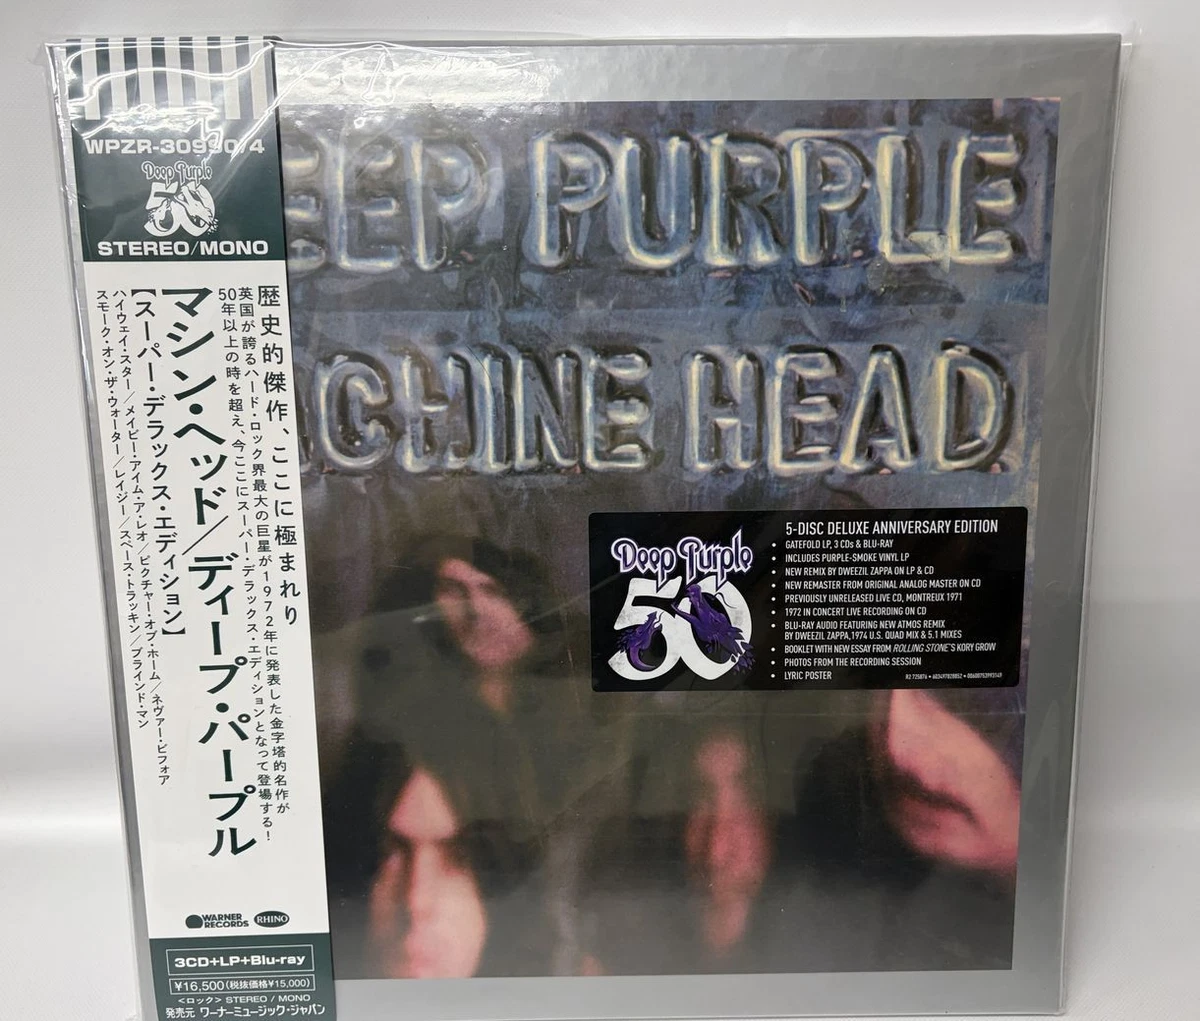 WPZR-30990/4
Deep Purple
50
STEREO/MONO
歴史的傑作、ここに極まれり
英国が誇るハード・ロック界最大の巨星が1972年に発表した金字塔的名作が
50年以上の時を超え、今ここにスーパー・デラックス・エディションとなって登場する!
マシン・ヘッド/ディープ・パープル
【スーパー・デラックス・エディション】
ハイウェイ・スター/メイビー・アイム・ア・レオ/ピクチャー・オブ・ホーム/ネヴァー・ビフォア
スモーク・オン・ザ・ウォーター/レイジー/スペース・トラッキン/ブラインド・マン
WARNER RECORDS
RHINO
3CD+LP+Blu-ray
¥16,500(税抜価格¥15,000)
<ロック> STEREO / MONO
発売元 ワーナーミュージック・ジャパン
EEP PURPLE
CHINE HEAD
Deep Purple
50
5-DISC DELUXE ANNIVERSARY EDITION
• GATEFOLD LP, 3 CDs & BLU-RAY
• INCLUDES PURPLE-SMOKE VINYL LP
• NEW REMIX BY DWEEZIL ZAPPA ON LP & CD
• NEW REMASTER FROM ORIGINAL ANALOG MASTER ON CD
• PREVIOUSLY UNRELEASED LIVE CD, MONTREUX 1971
• 1972 IN CONCERT LIVE RECORDING ON CD
• BLU-RAY AUDIO FEATURING NEW ATMOS REMIX
BY DWEEZIL ZAPPA, 1974 U.S. QUAD MIX & 5.1 MIXES
• BOOKLET WITH NEW ESSAY FROM ROLLING STONE'S KORY GROW
• PHOTOS FROM THE RECORDING SESSION
• LYRIC POSTER
R2 725876 • 603497828852 •